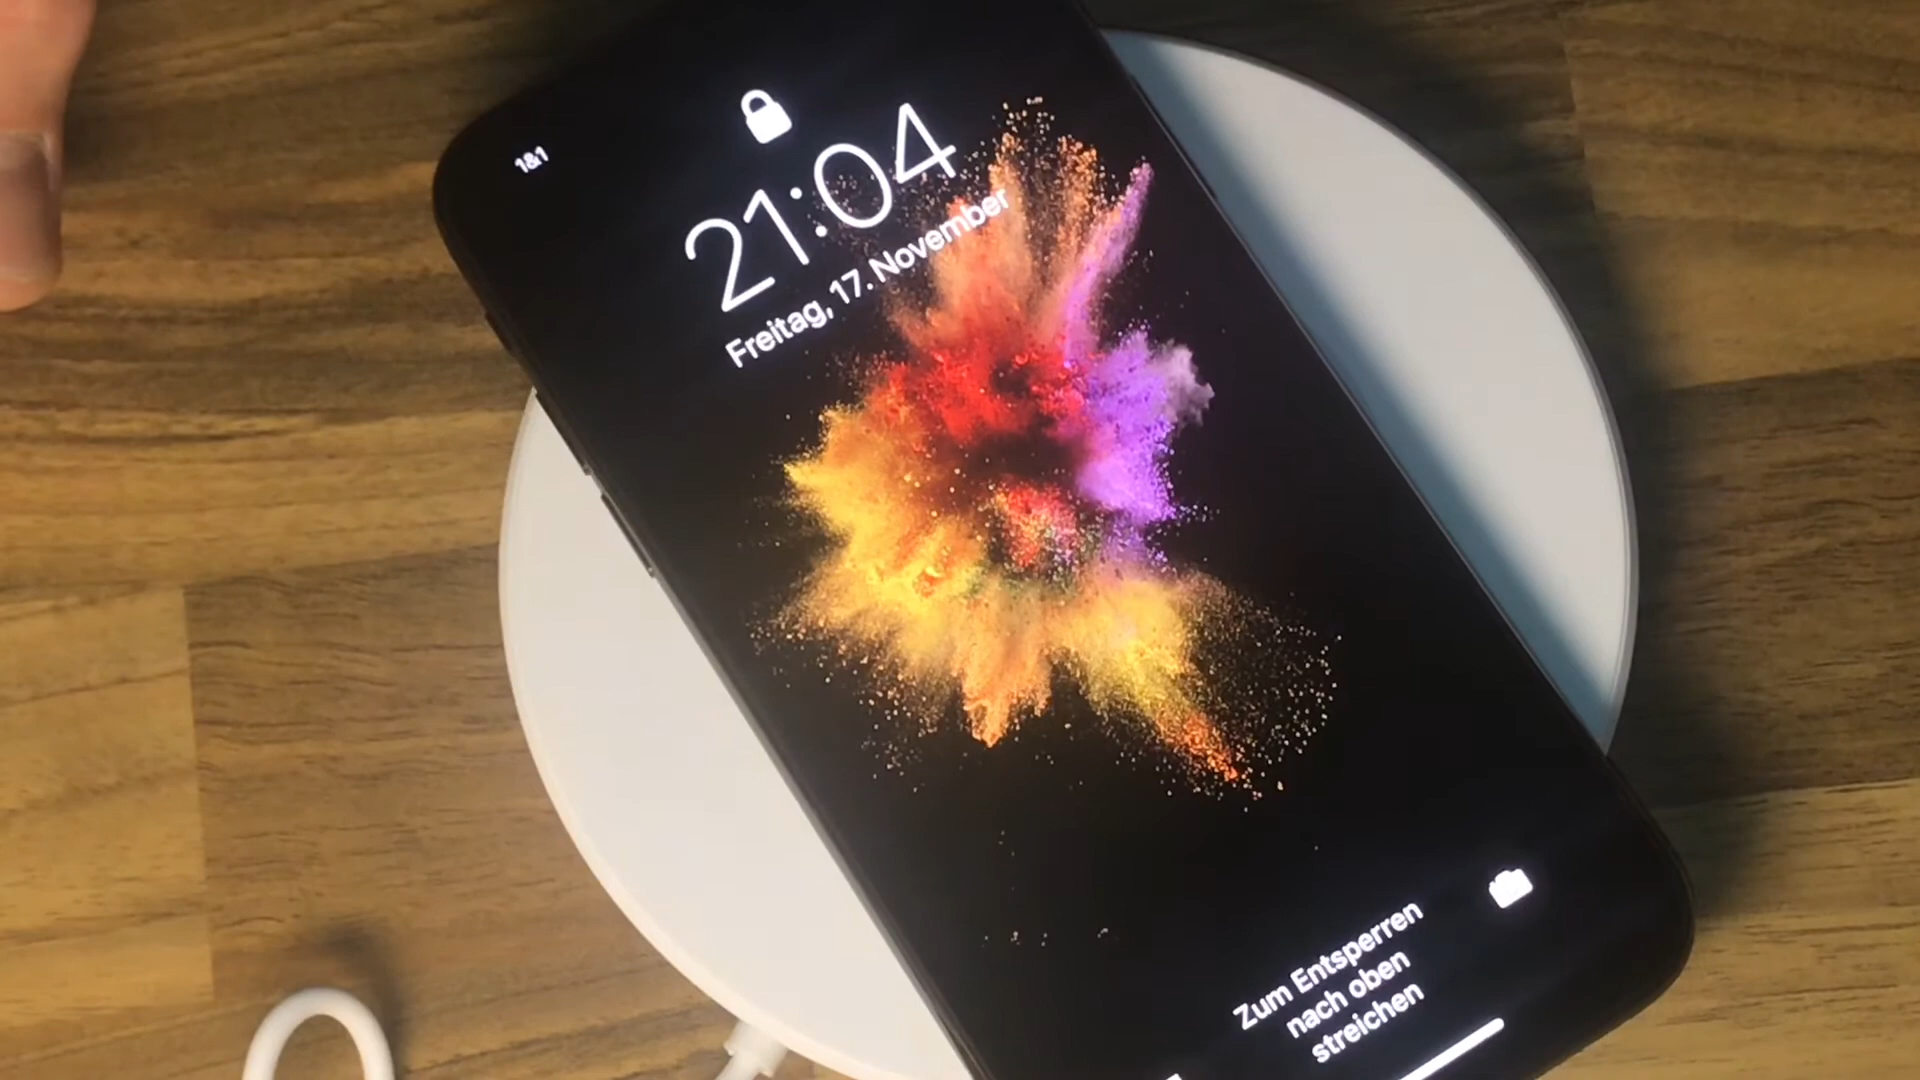 1&1
21:04
Freitag, 17. November
Zum Entsperren
nach oben
streichen